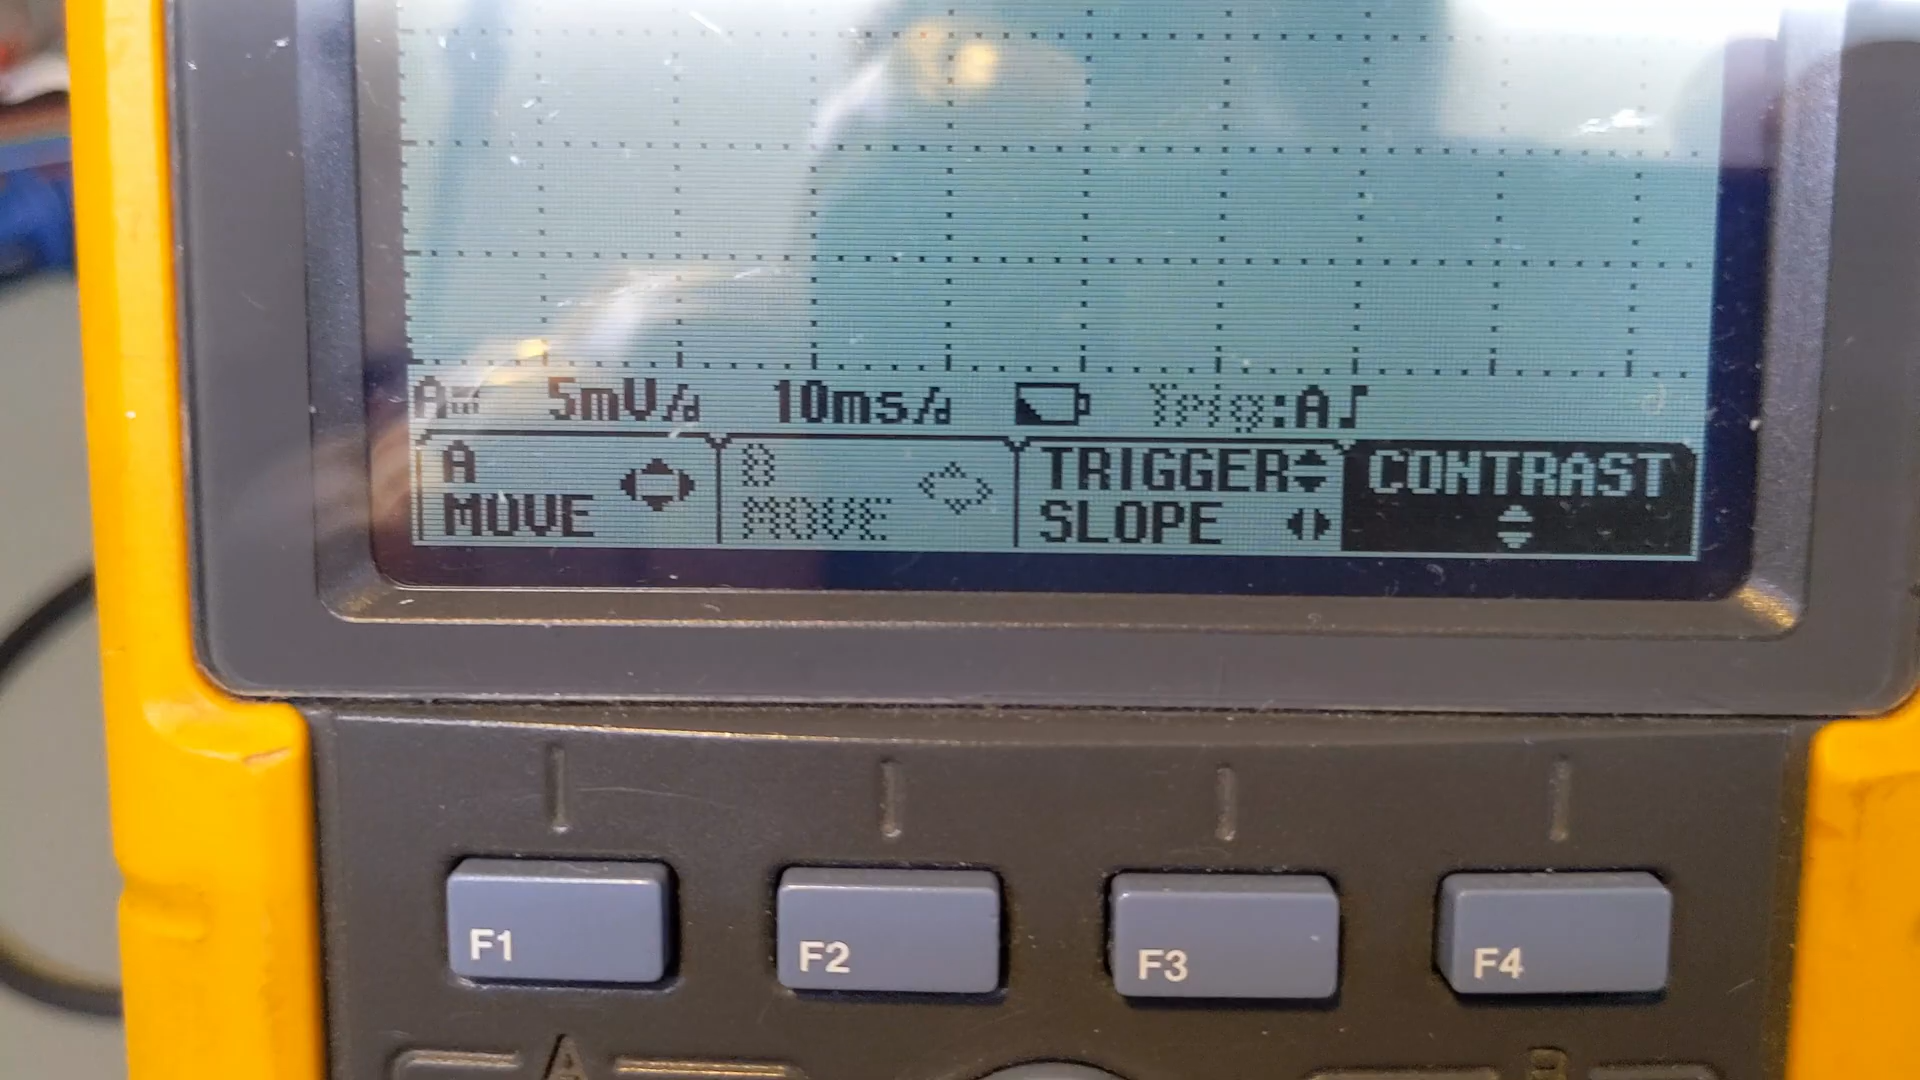 A 5mV/d 10ms/d Trig:A
A MOVE
B MOVE
TRIGGER
SLOPE
CONTRAST
F1 F2 F3 F4
A